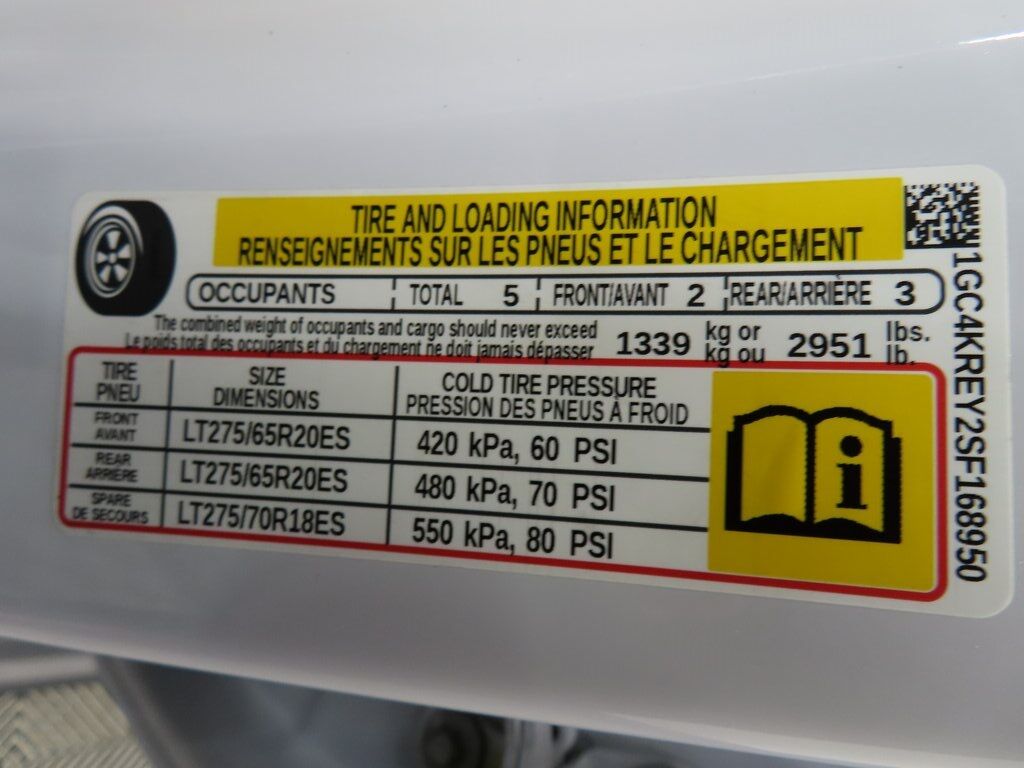 TIRE AND LOADING INFORMATION
RENSEIGNEMENTS SUR LES PNEUS ET LE CHARGEMENT
OCCUPANTS TOTAL 5 FRONT/AVANT 2 REAR/ARRIÈRE 3
The combined weight of occupants and cargo should never exceed 1339 kg or 2951 lbs.
Le poids total des occupants et du chargement ne doit jamais dépasser kg ou lb.
TIRE SIZE COLD TIRE PRESSURE
PNEU DIMENSIONS PRESSION DES PNEUS À FROID
FRONT
AVANT LT275/65R20ES 420 kPa, 60 PSI
REAR
ARRIERE LT275/65R20ES 480 kPa, 70 PSI
SPARE
DE SECOURS LT275/70R18ES 550 kPa, 80 PSI
i
1GC4KREY2SF168950